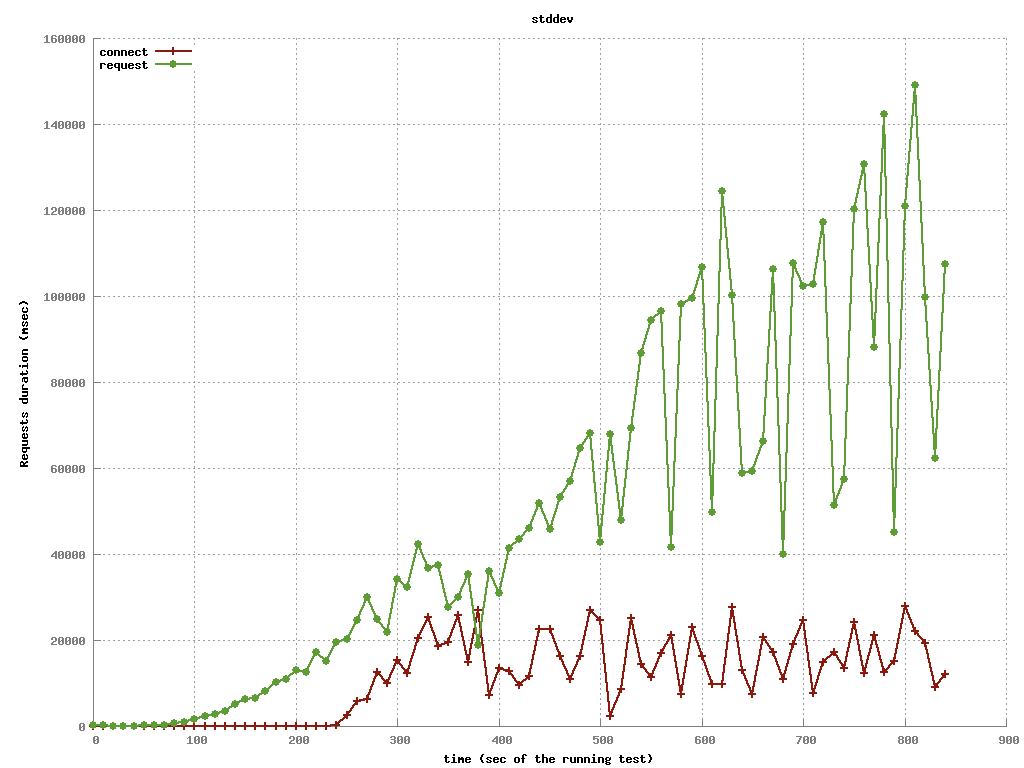 stddev
160000
connect
request
140000
120000
100000
80000
60000
40000
20000
0
Requests duration (msec)
0 100 200 300 400 500 600 700 800 900
time (sec of the running test)